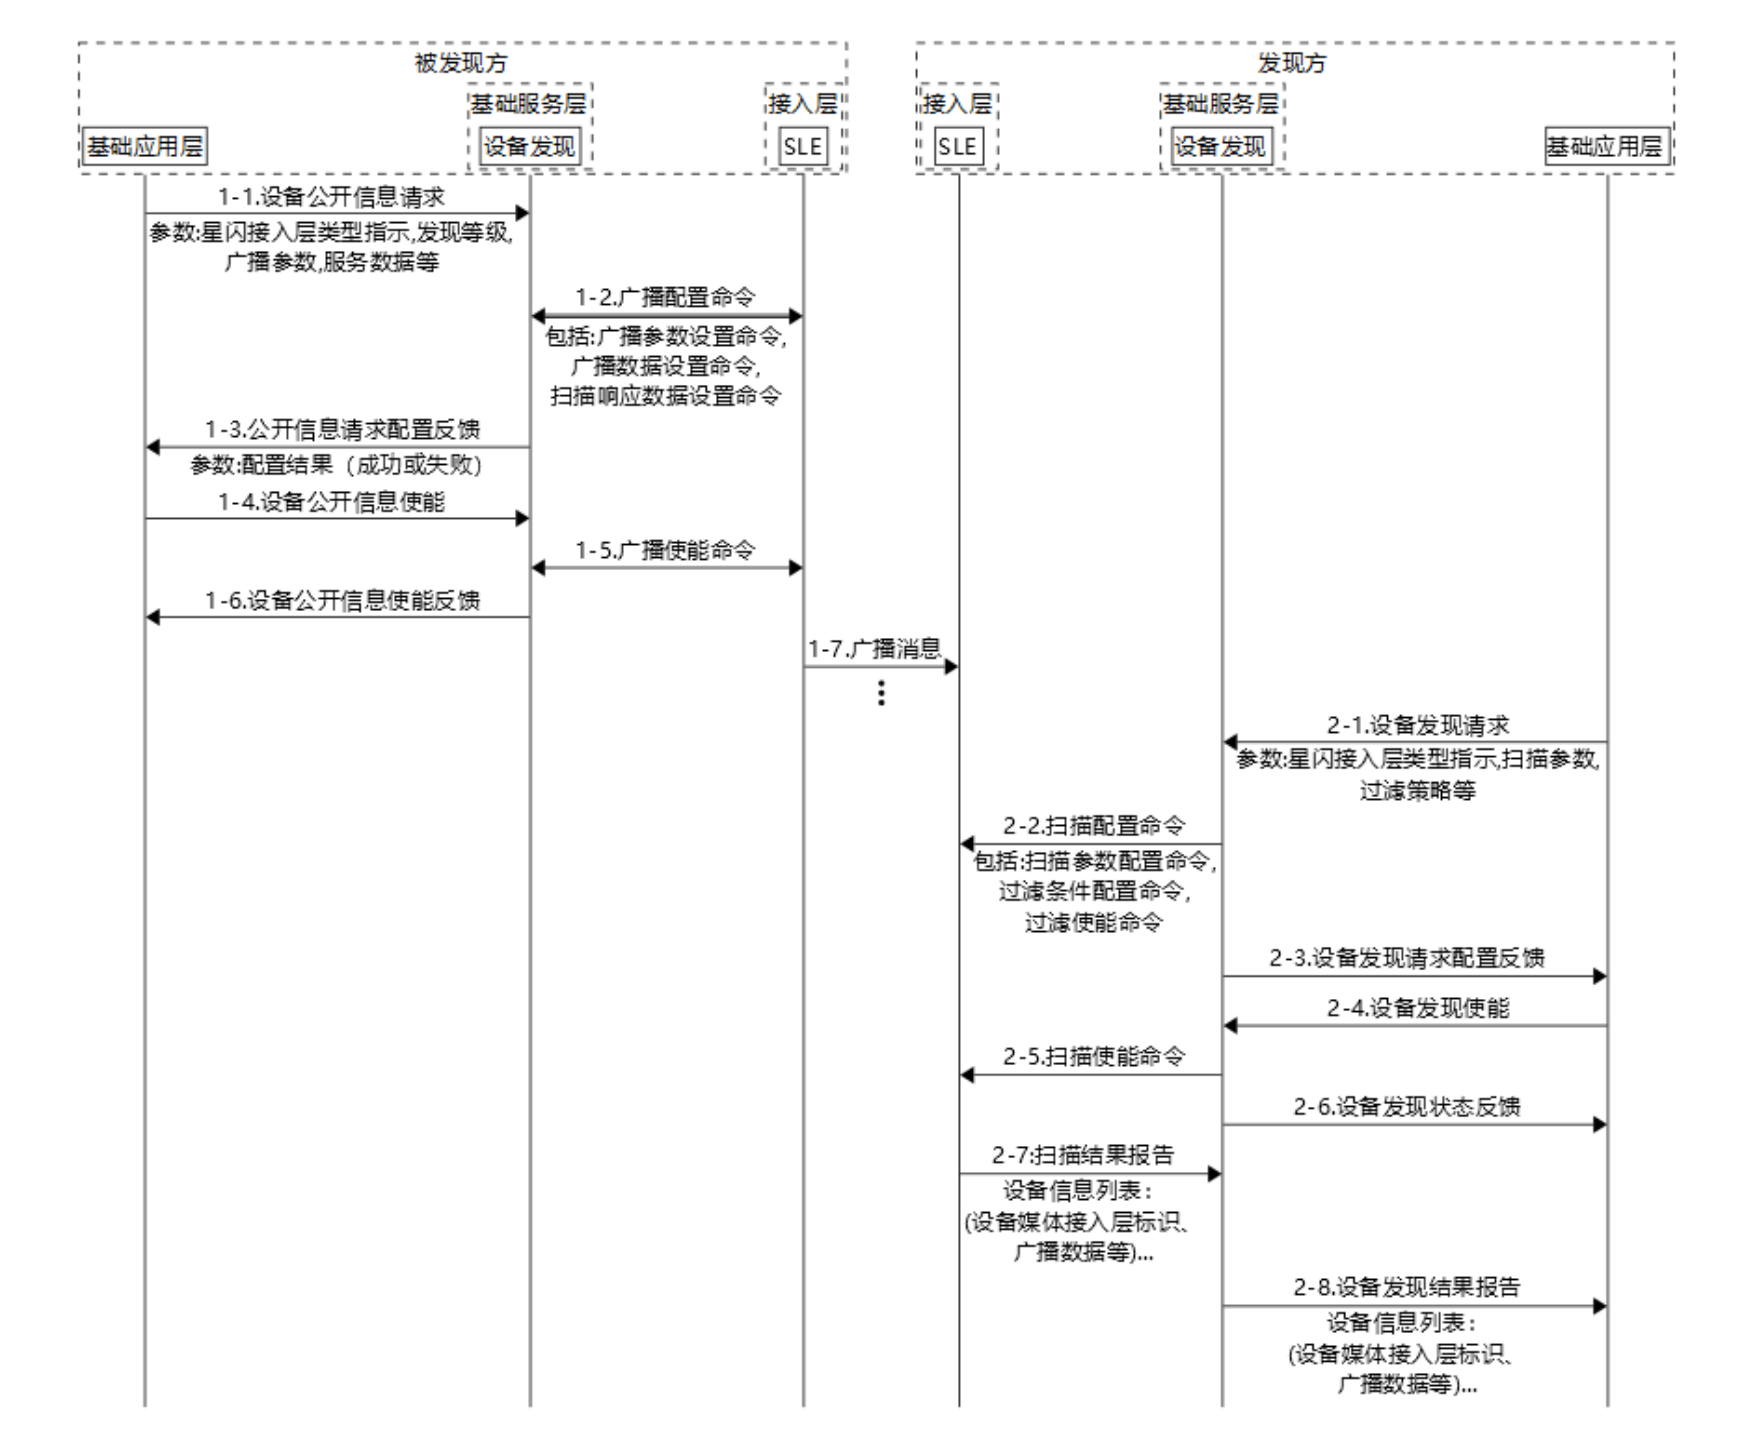 被发现方
发现方
基础服务层
接入层
接入层
基础服务层
基础应用层
设备发现
SLE
SLE
设备发现
基础应用层
1-1.设备公开信息请求
参数:星闪接入层类型指示,发现等级,
广播参数,服务数据等
1-2.广播配置命令
包括:广播参数设置命令,
广播数据设置命令,
扫描响应数据设置命令
1-3.公开信息请求配置反馈
参数:配置结果（成功或失败）
1-4.设备公开信息使能
1-5.广播使能命令
1-6.设备公开信息使能反馈
1-7.广播消息
2-1.设备发现请求
参数:星闪接入层类型指示,扫描参数,
过滤策略等
2-2.扫描配置命令
包括:扫描参数配置命令,
过滤条件配置命令,
过滤使能命令
2-3.设备发现请求配置反馈
2-4.设备发现使能
2-5.扫描使能命令
2-6.设备发现状态反馈
2-7:扫描结果报告
设备信息列表：
(设备媒体接入层标识、
广播数据等)...
2-8.设备发现结果报告
设备信息列表：
(设备媒体接入层标识、
广播数据等)...